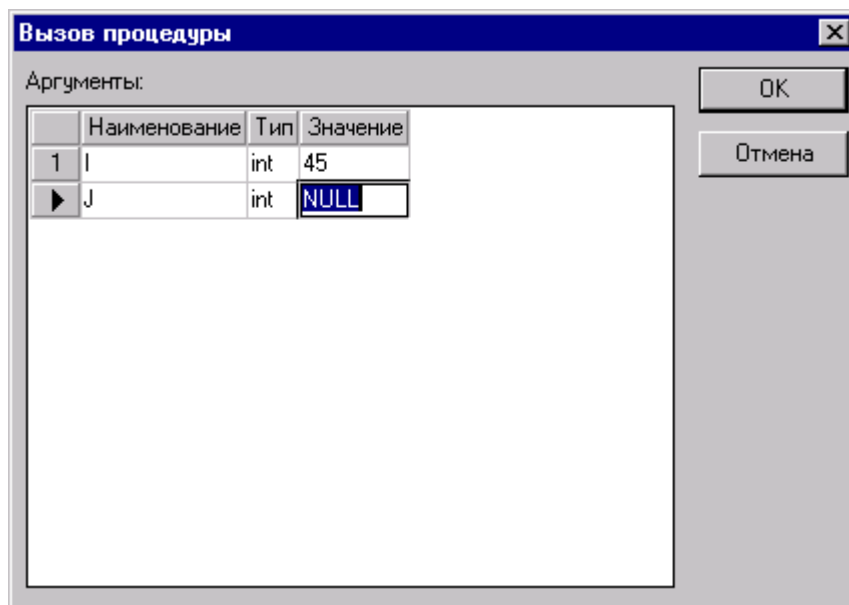 Вызов процедуры
Аргументы:
Наименование Тип Значение
1 I int 45
J int NULL
OK
Отмена